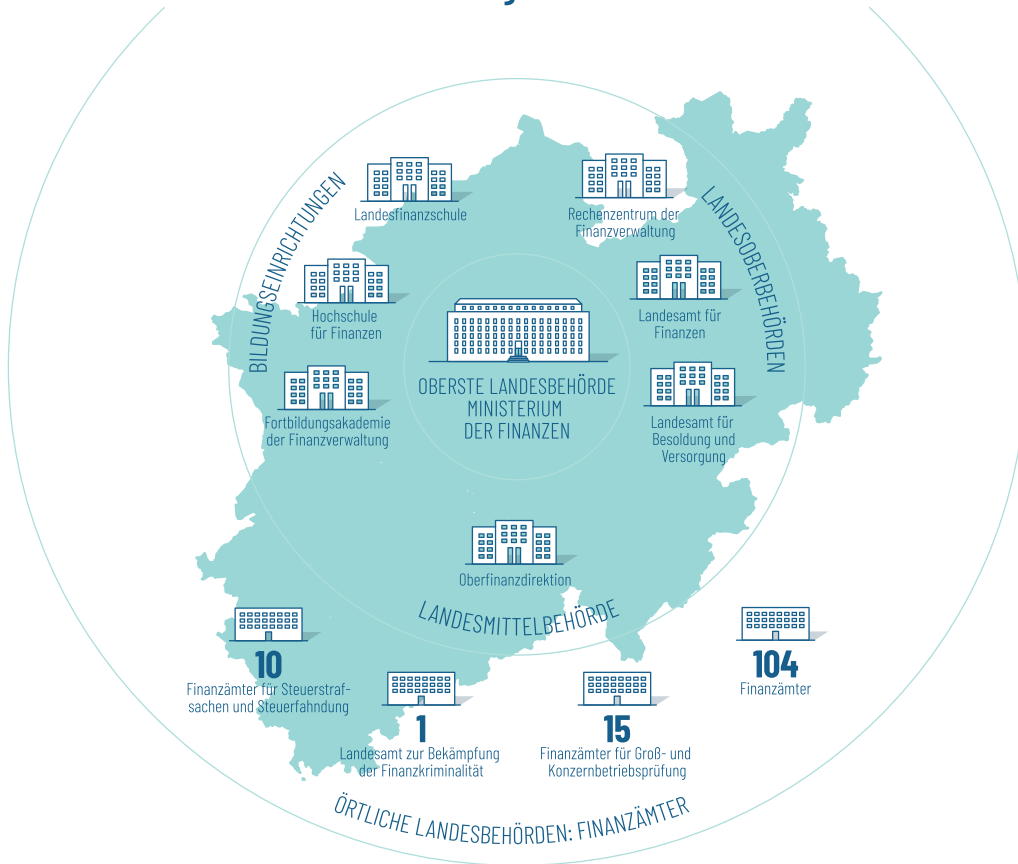 BILDUNGSEINRICHTUNGEN
Landesfinanzschule
Hochschule
für Finanzen
Fortbildungsakademie
der Finanzverwaltung
LANDESOBERBEHÖRDEN
Rechenzentrum der
Finanzverwaltung
Landesamt für
Finanzen
Landesamt für
Besoldung und
Versorgung
OBERSTE LANDESBEHÖRDE
MINISTERIUM
DER FINANZEN
Oberfinanzdirektion
LANDESMITTELBEHÖRDE
10
Finanzämter für Steuerstraf-
sachen und Steuerfahndung
1
Landesamt zur Bekämpfung
der Finanzkriminalität
15
Finanzämter für Groß- und
Konzernbetriebsprüfung
104
Finanzämter
ÖRTLICHE LANDESBEHÖRDEN: FINANZÄMTER